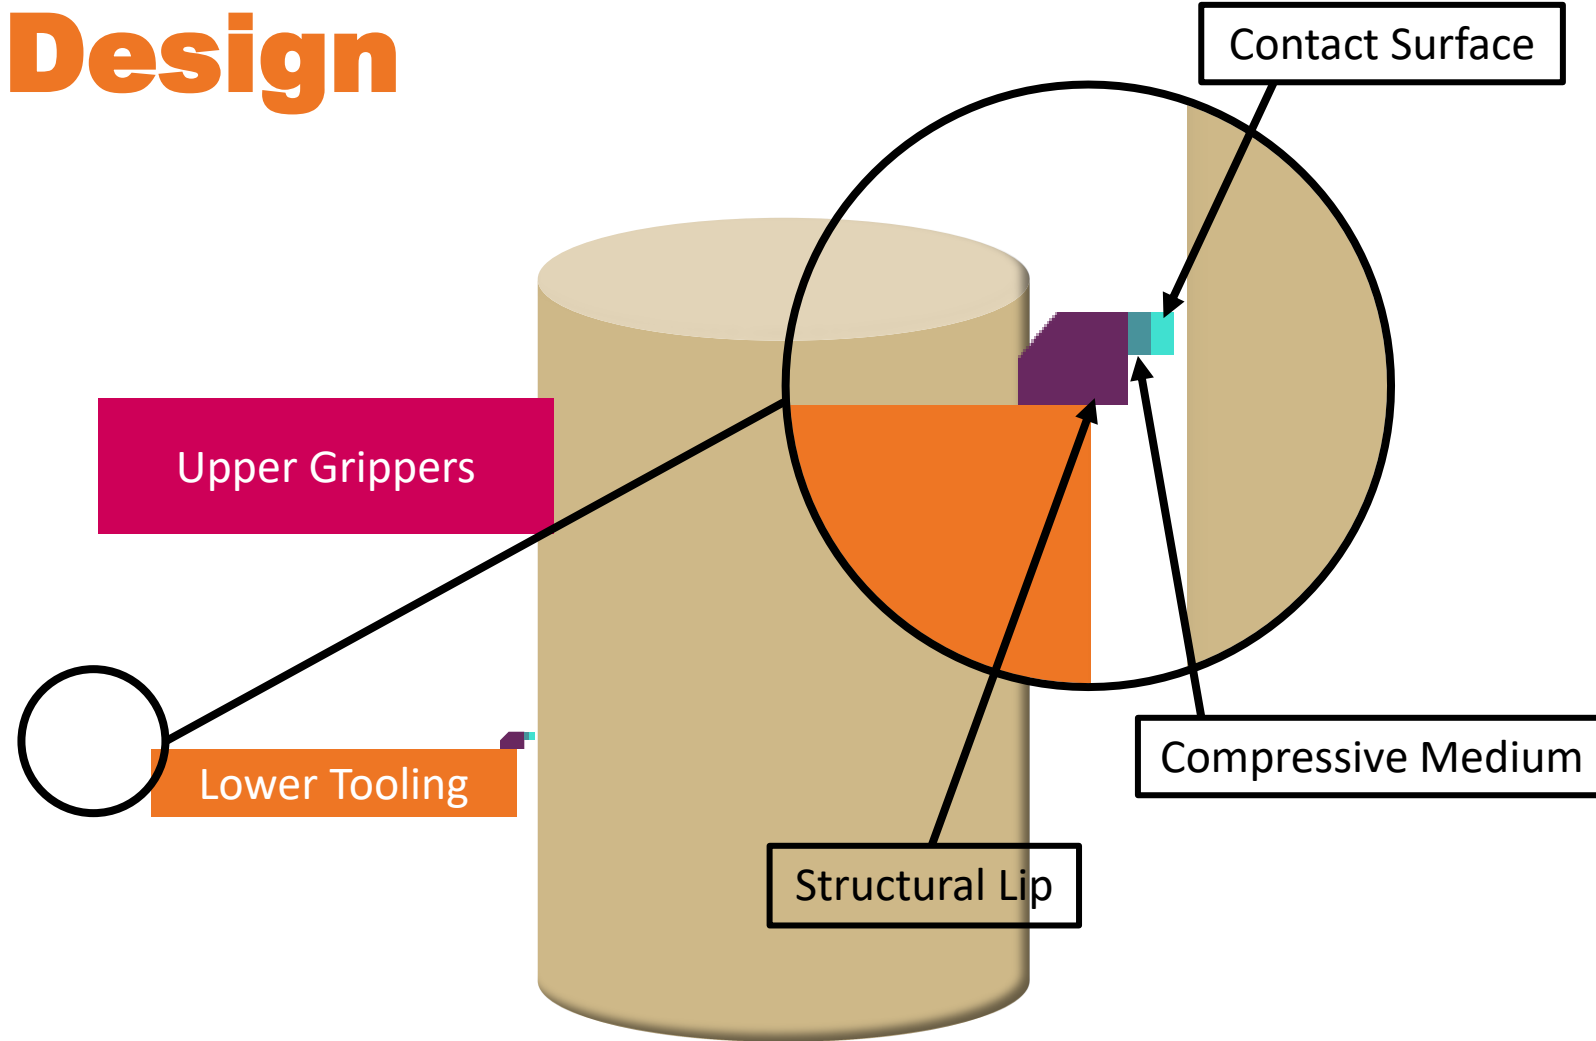 Design
Contact Surface
Upper Grippers
Lower Tooling
Compressive Medium
Structural Lip